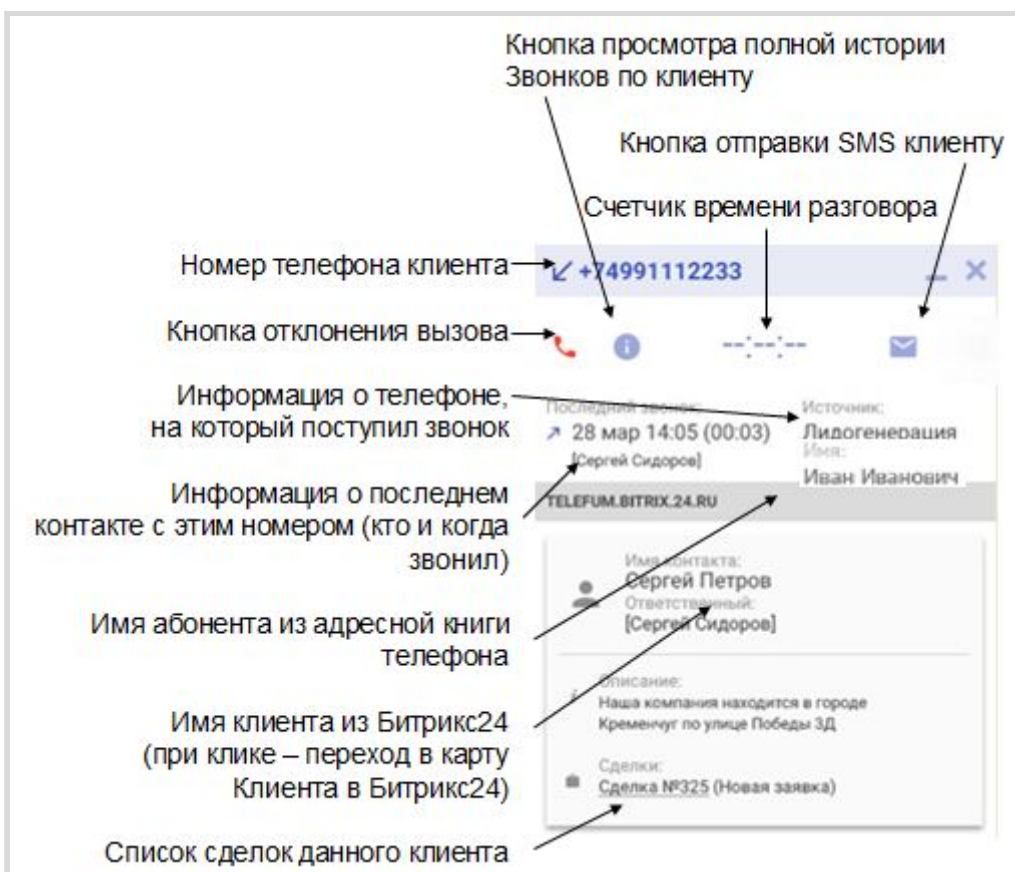 Кнопка просмотра полной истории
Звонков по клиенту
Кнопка отправки SMS клиенту
Счетчик времени разговора
Номер телефона клиента
+74991112233
Кнопка отклонения вызова
--:--:--
Информация о телефоне,
на который поступил звонок
Последний звонок:
28 мар 14:05 (00:03)
[Сергей Сидоров]
Источник:
Лидогенерация
Имя:
Иван Иванович
Информация о последнем
контакте с этим номером (кто и когда
звонил)
TELEFUM.BITRIX.24.RU
Имя контакта:
Сергей Петров
Ответственный:
[Сергей Сидоров]
Имя абонента из адресной книги
телефона
Описание:
Наша компания находится в городе
Кременчуг по улице Победы 3Д
Имя клиента из Битрикс24
(при клике – переход в карту
Клиента в Битрикс24)
Сделки:
Сделка №325 (Новая заявка)
Список сделок данного клиента